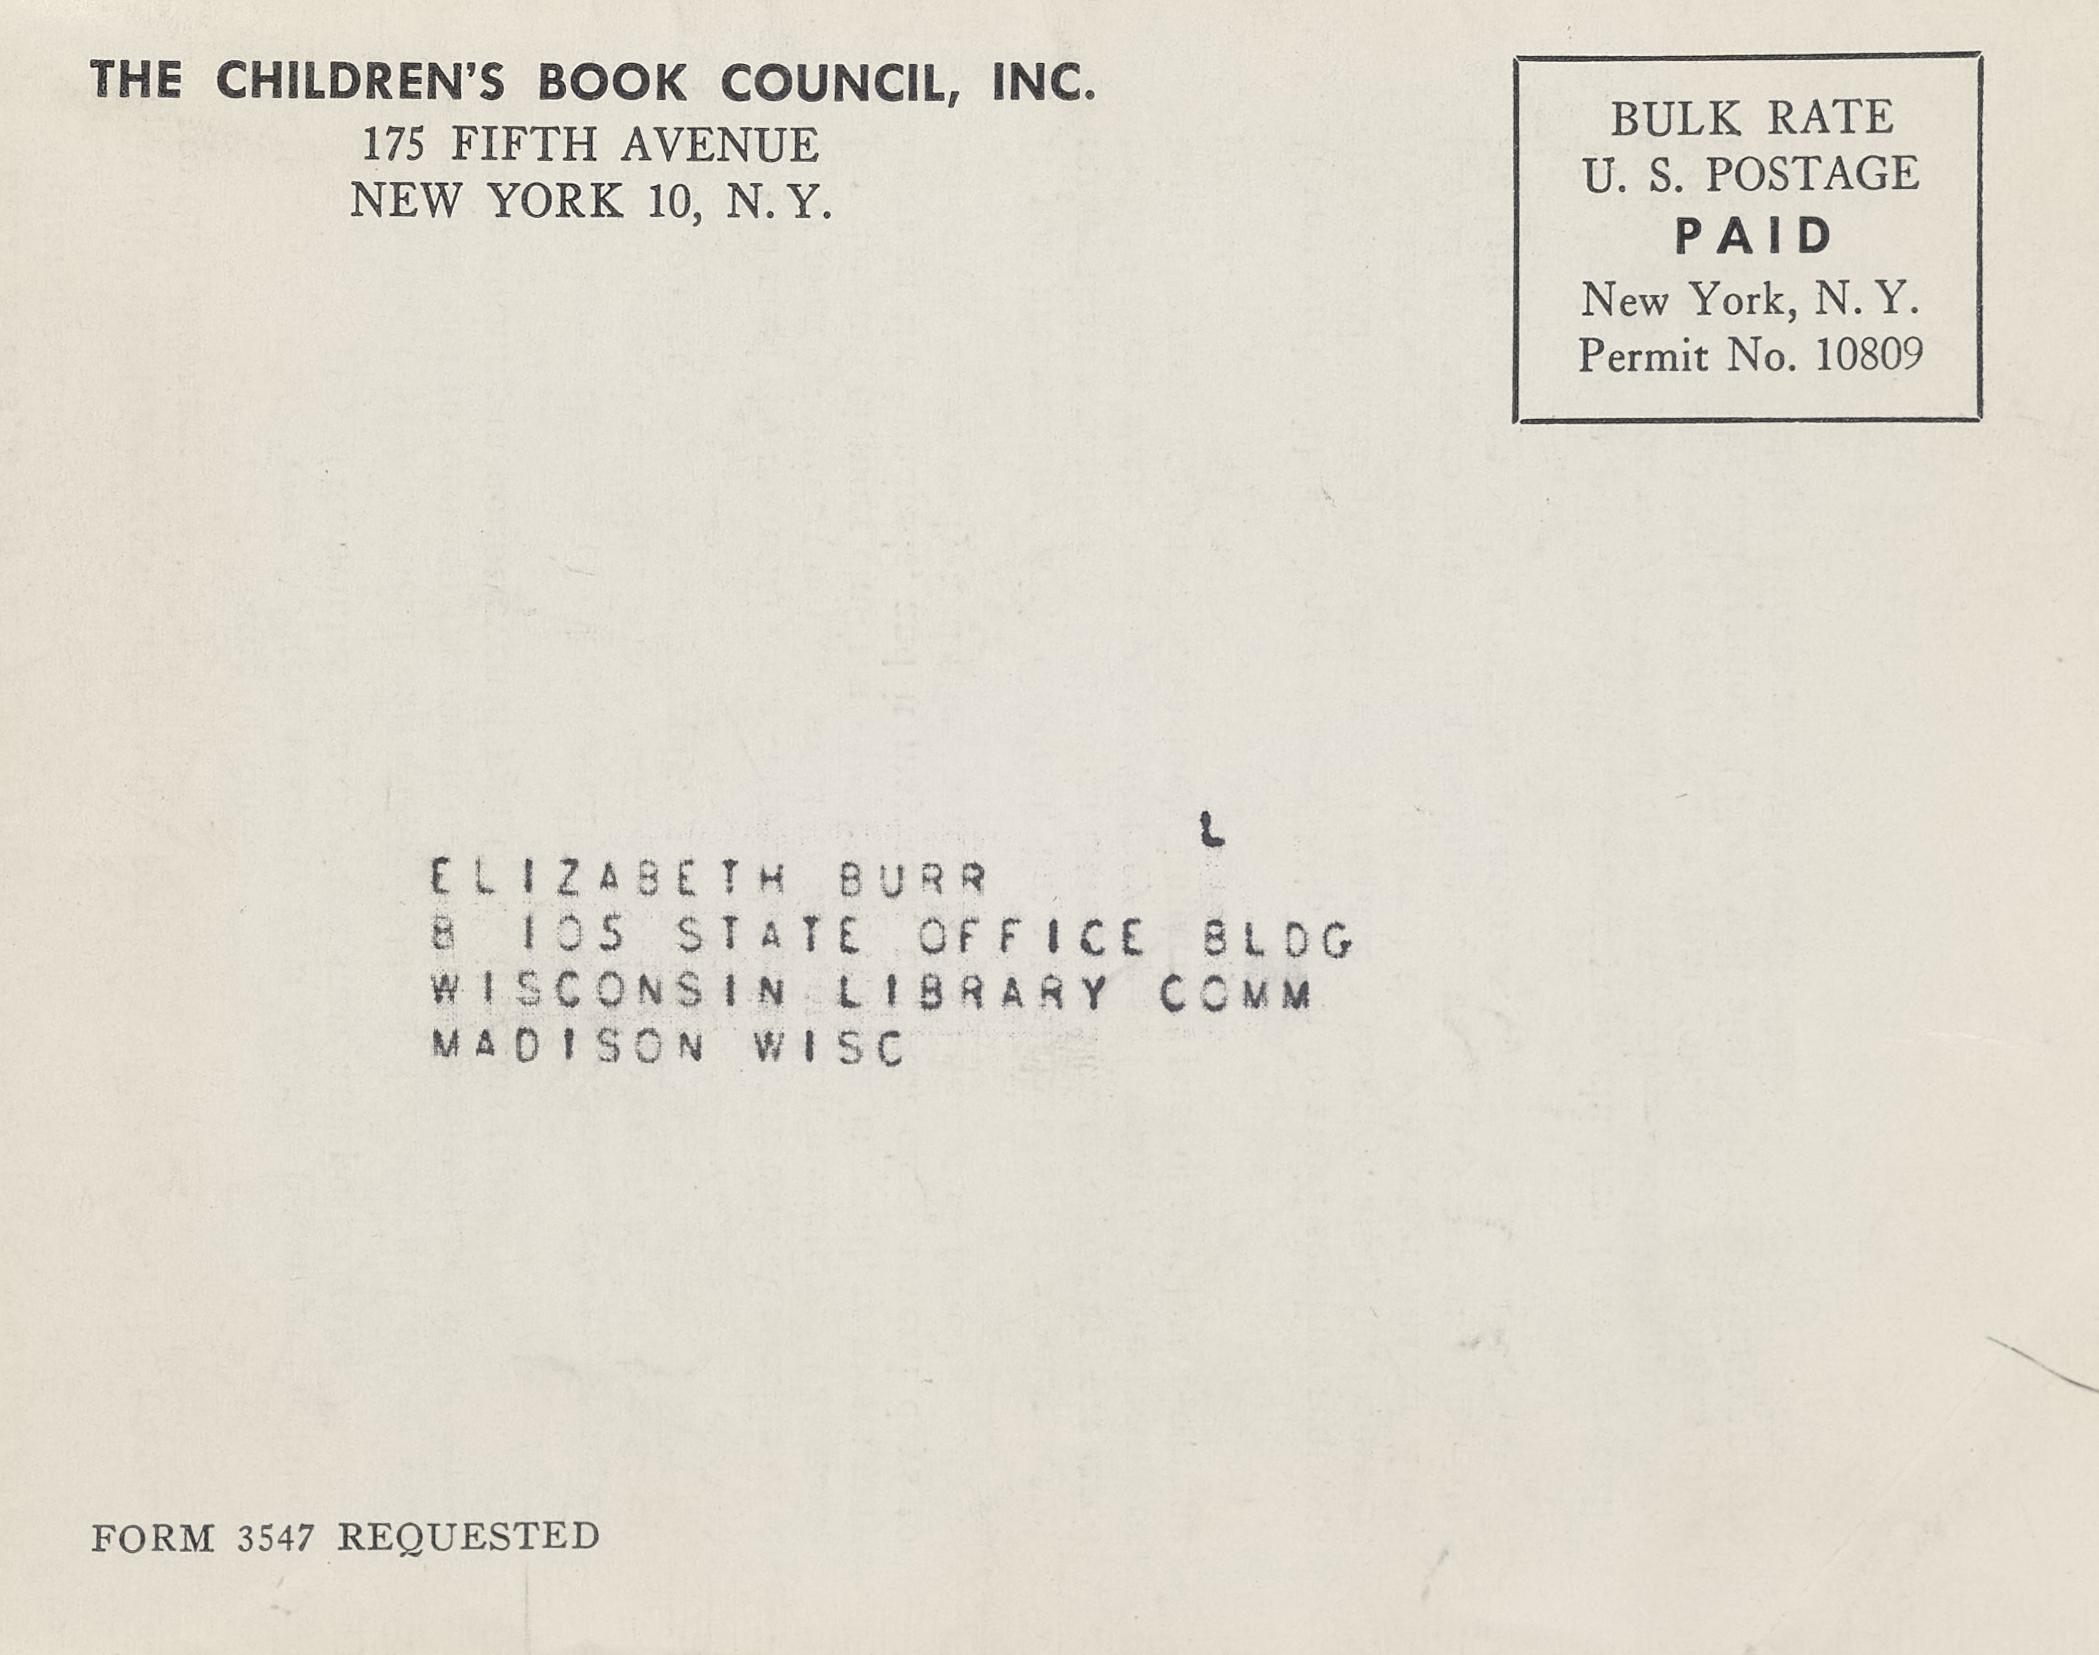 THE CHILDREN'S BOOK COUNCIL, INC.
175 FIFTH AVENUE
NEW YORK 10, N. Y.
BULK RATE
U. S. POSTAGE
PAID
New York, N. Y.
Permit No. 10809
L
ELIZABETH BURR
B 105 STATE OFFICE BLDG
WISCONSIN LIBRARY COMM
MADISON WISC
FORM 3547 REQUESTED